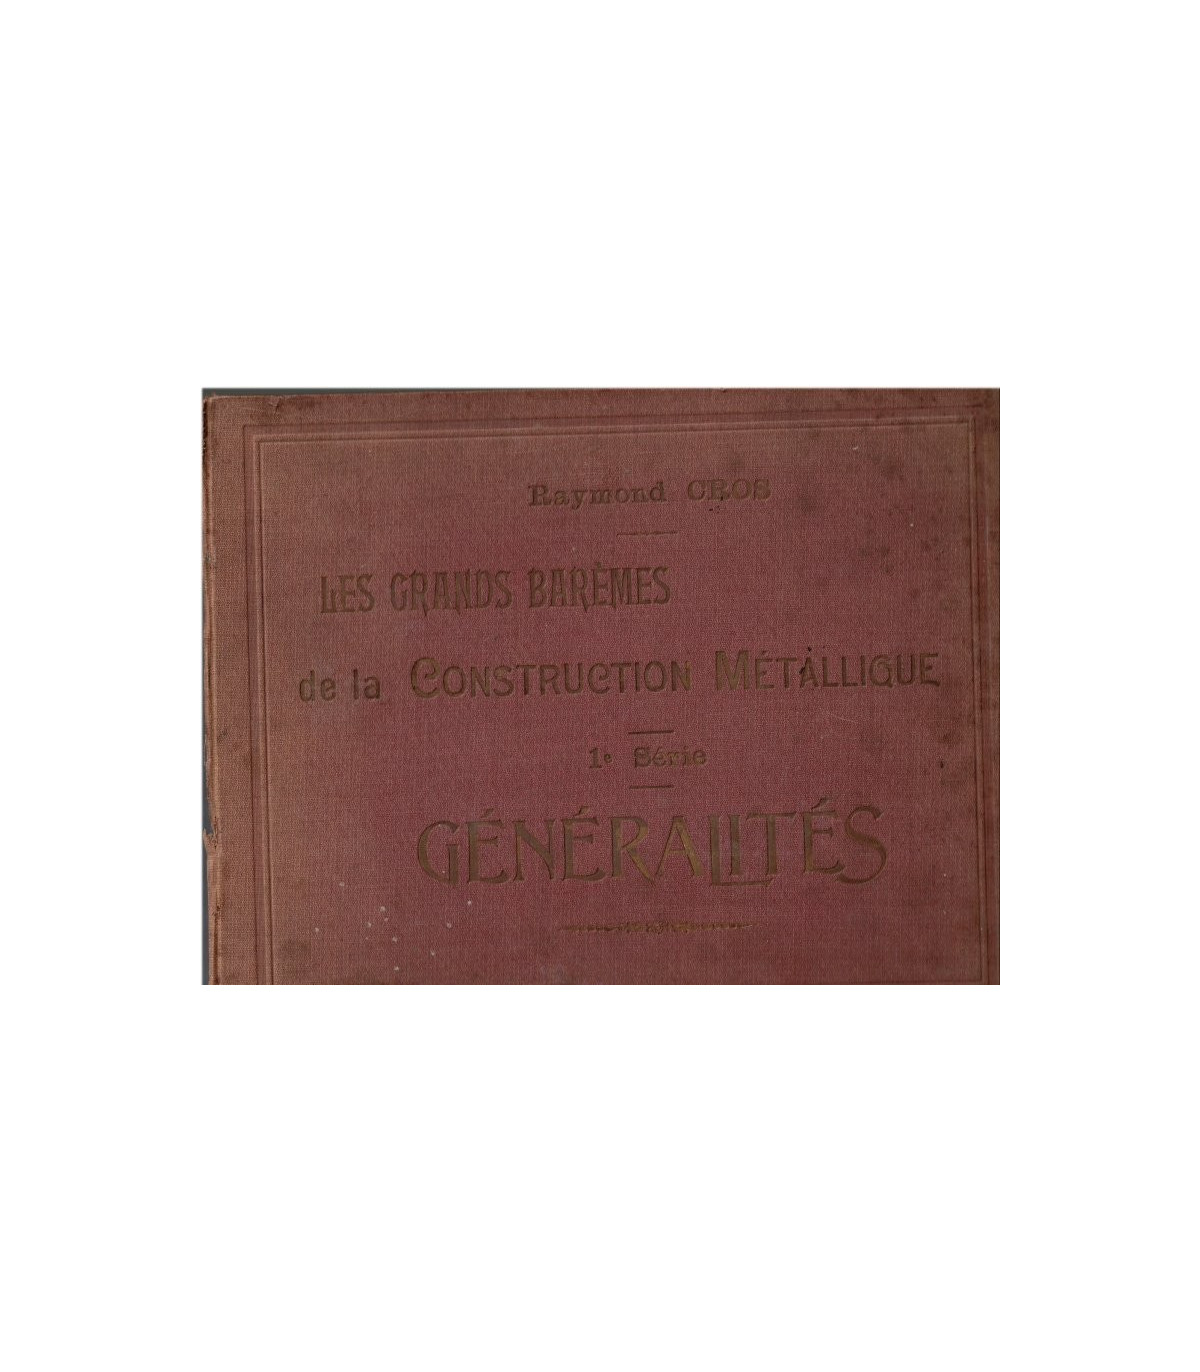 Raymond CROS
LES GRANDS BARÈMES
de la CONSTRUCTION MÉTALLIQUE
1e Série
GÉNÉRALITÉS